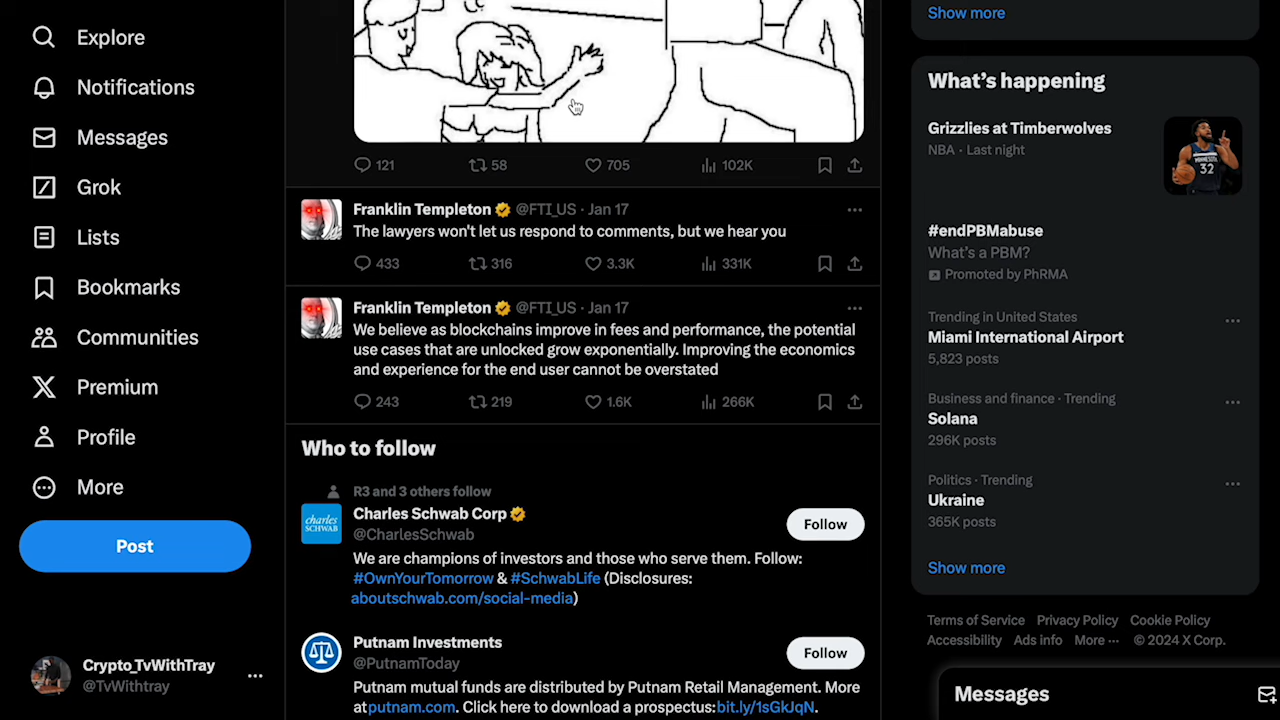 Explore
Notifications
Messages
Grok
Lists
Bookmarks
Communities
Premium
Profile
More
Post
Crypto_TvWithTray
@TvWithtray
121 58 705 102K
Franklin Templeton @FTI_US · Jan 17
The lawyers won't let us respond to comments, but we hear you
433 316 3.3K 331K
Franklin Templeton @FTI_US · Jan 17
We believe as blockchains improve in fees and performance, the potential
use cases that are unlocked grow exponentially. Improving the economics
and experience for the end user cannot be overstated
243 219 1.6K 266K
Who to follow
R3 and 3 others follow
charles
SCHWAB
Charles Schwab Corp
@CharlesSchwab
Follow
We are champions of investors and those who serve them. Follow:
#OwnYourTomorrow & #SchwabLife (Disclosures:
aboutschwab.com/social-media)
Putnam Investments
@PutnamToday
Follow
Putnam mutual funds are distributed by Putnam Retail Management. More
at putnam.com. Click here to download a prospectus:bit.ly/1sGkJqN.
Show more
What's happening
Grizzlies at Timberwolves
NBA · Last night
MINNESOTA
32
#endPBMabuse
What's a PBM?
Promoted by PhRMA
Trending in United States
Miami International Airport
5,823 posts
Business and finance · Trending
Solana
296K posts
Politics · Trending
Ukraine
365K posts
Show more
Terms of Service Privacy Policy Cookie Policy
Accessibility Ads info More ··· © 2024 X Corp.
Messages